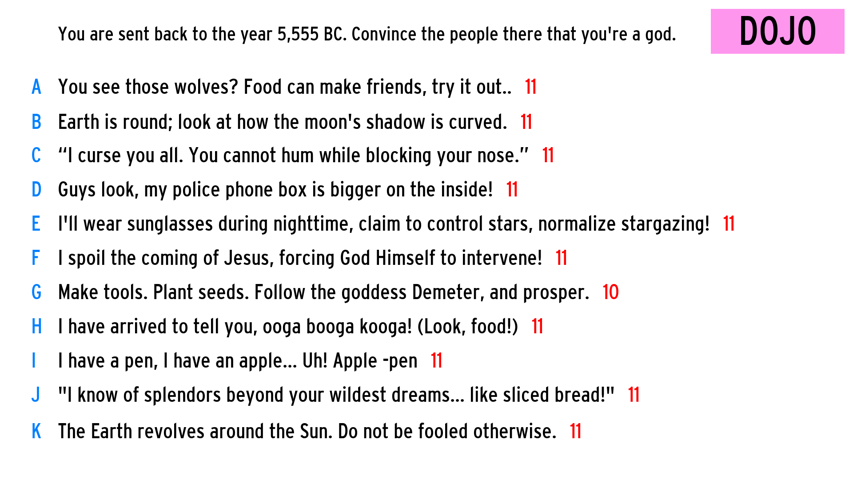 You are sent back to the year 5,555 BC. Convince the people there that you're a god.
DOJO
A You see those wolves? Food can make friends, try it out.. 11
B Earth is round; look at how the moon's shadow is curved. 11
C “I curse you all. You cannot hum while blocking your nose.” 11
D Guys look, my police phone box is bigger on the inside! 11
E I'll wear sunglasses during nighttime, claim to control stars, normalize stargazing! 11
F I spoil the coming of Jesus, forcing God Himself to intervene! 11
G Make tools. Plant seeds. Follow the goddess Demeter, and prosper. 10
H I have arrived to tell you, ooga booga kooga! (Look, food!) 11
I I have a pen, I have an apple... Uh! Apple -pen 11
J "I know of splendors beyond your wildest dreams... like sliced bread!" 11
K The Earth revolves around the Sun. Do not be fooled otherwise. 11